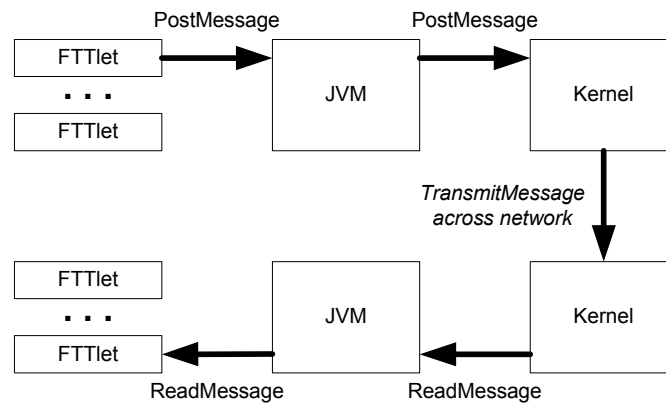 PostMessage
PostMessage
FTTlet
. . .
FTTlet
JVM
Kernel
TransmitMessage
across network
FTTlet
. . .
FTTlet
JVM
Kernel
ReadMessage
ReadMessage